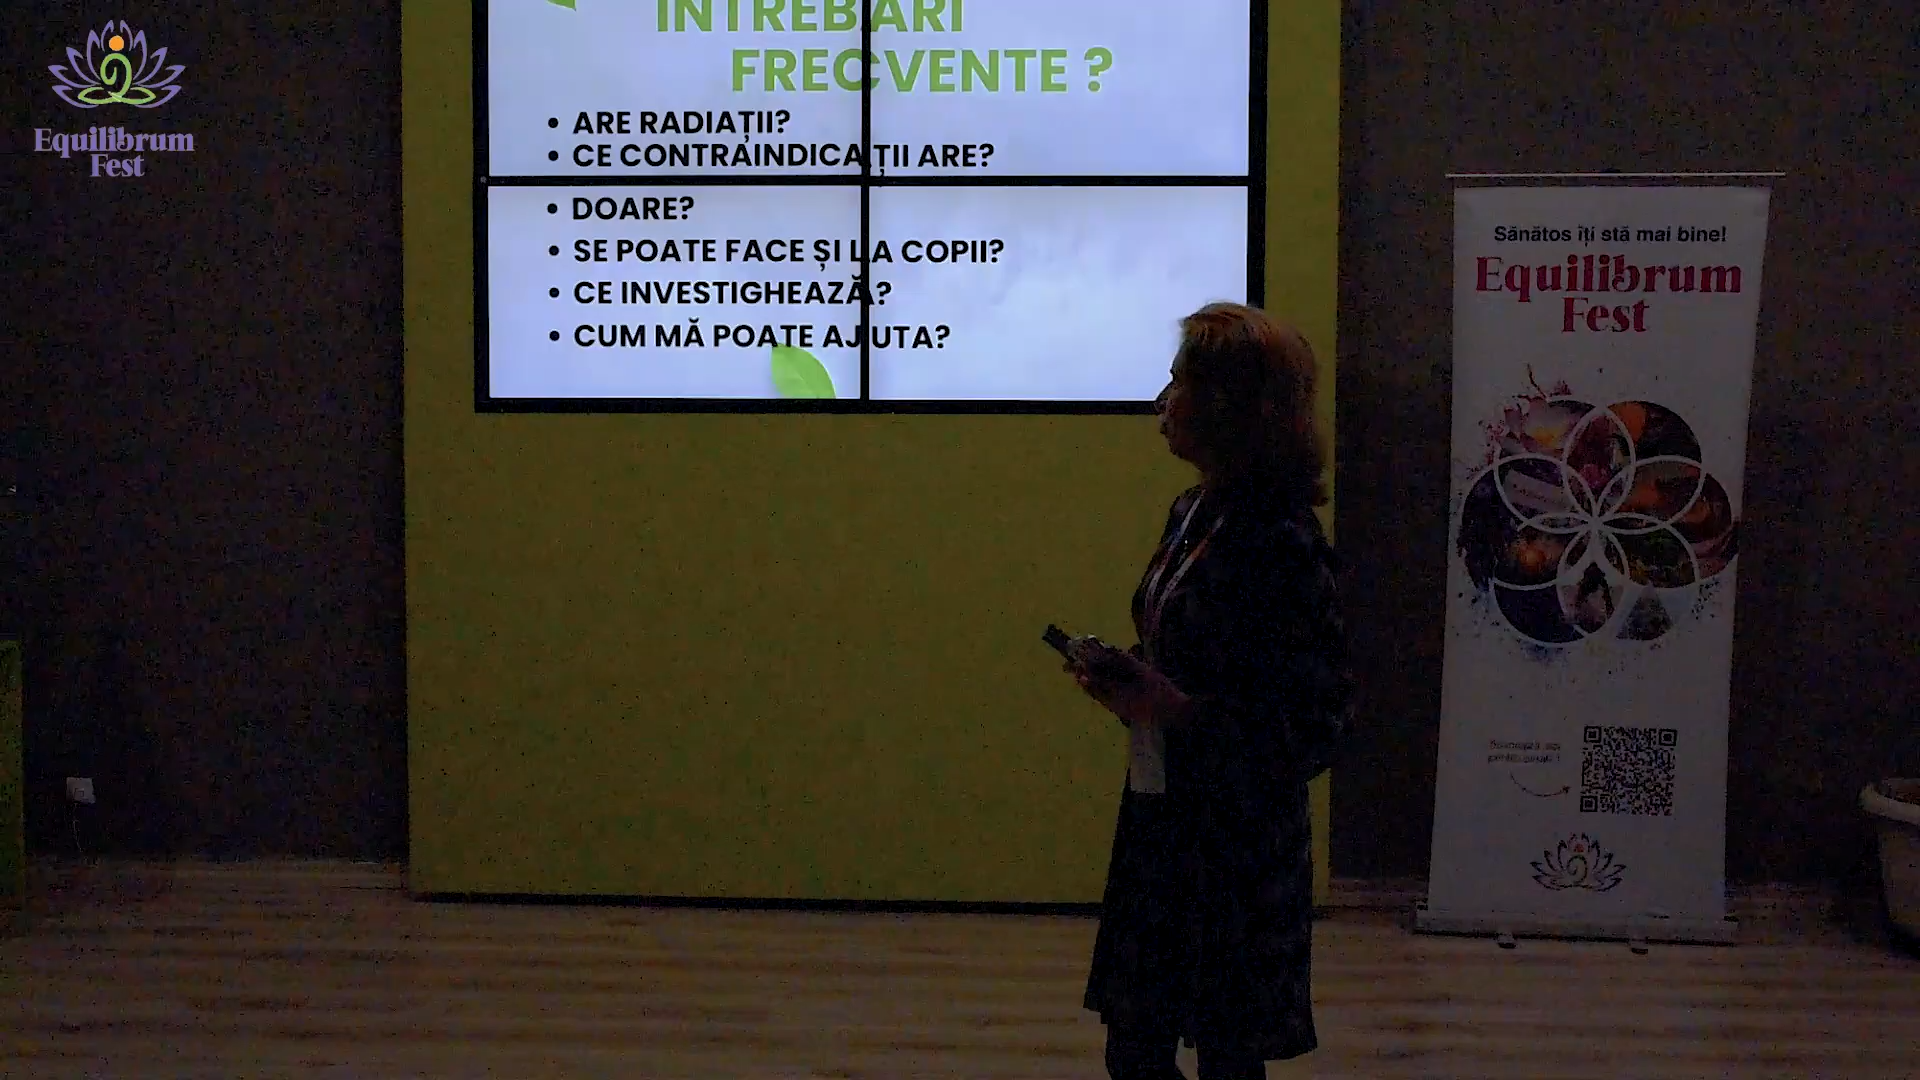 Equilibrum
Fest
ÎNTREBĂRI
FRECVENTE ?
• ARE RADIAȚII?
• CE CONTRAINDICAȚII ARE?
• DOARE?
• SE POATE FACE ȘI LA COPII?
• CE INVESTIGHEAZĂ?
• CUM MĂ POATE AJUTA?
Sănătos îți stă mai bine!
Equilibrum
Fest